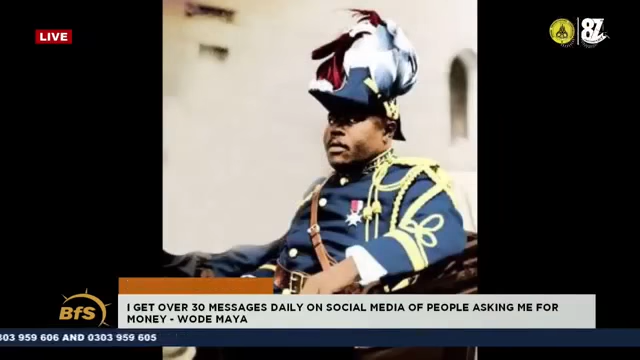 LIVE
87
BfS
I GET OVER 30 MESSAGES DAILY ON SOCIAL MEDIA OF PEOPLE ASKING ME FOR
MONEY - WODE MAYA
303 959 606 AND 0303 959 605